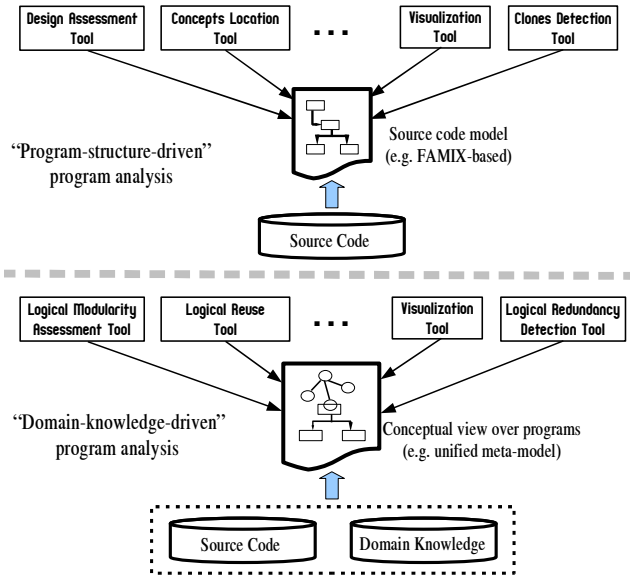 Design Assessment
Tool
Concepts Location
Tool
...
Visualization
Tool
Clones Detection
Tool
“Program-structure-driven”
program analysis
Source code model
(e.g. FAMIX-based)
Source Code
Logical Modularity
Assessment Tool
Logical Reuse
Tool
...
Visualization
Tool
Logical Redundancy
Detection Tool
“Domain-knowledge-driven”
program analysis
Conceptual view over programs
(e.g. unified meta-model)
Source Code
Domain Knowledge